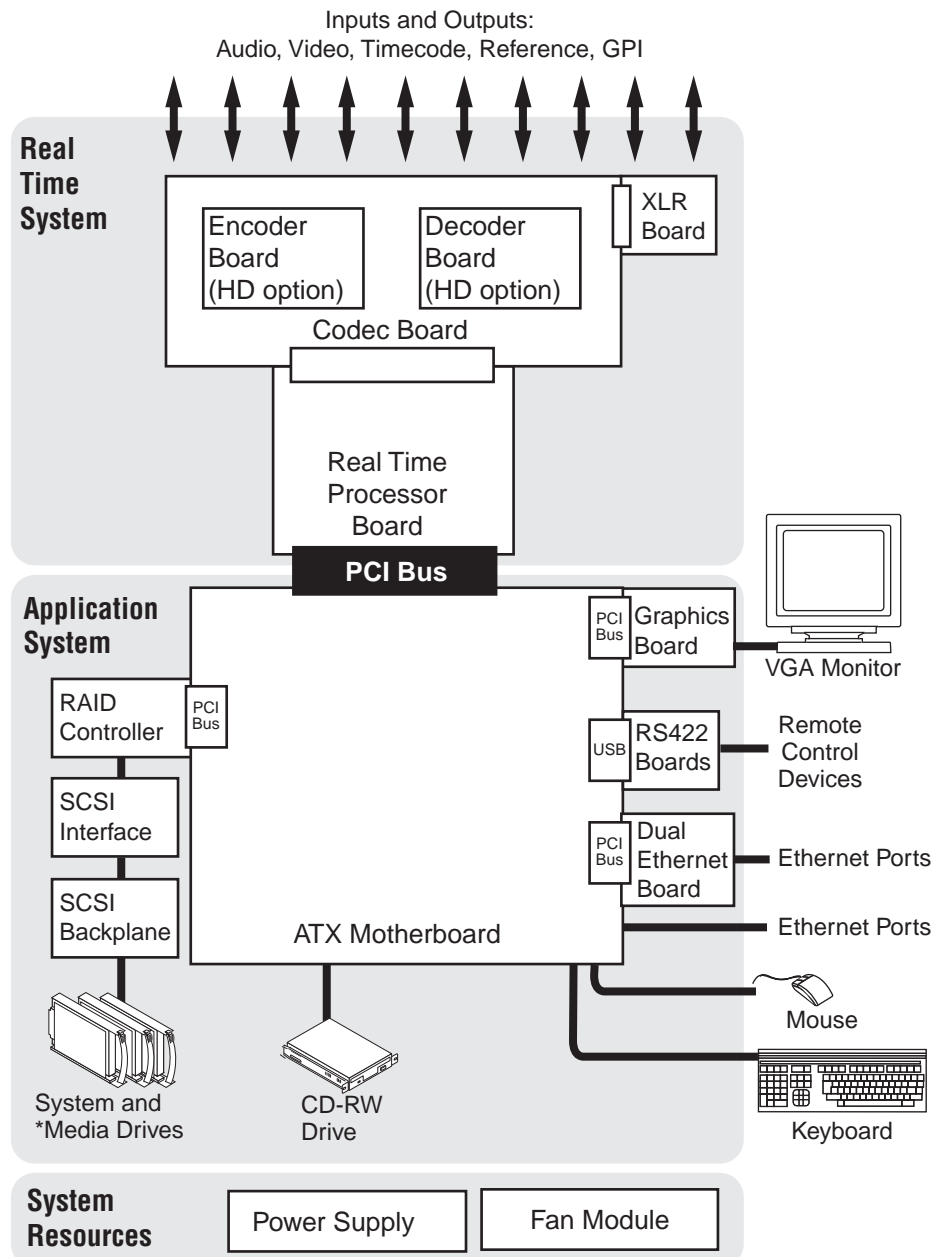 Inputs and Outputs:
Audio, Video, Timecode, Reference, GPI
Real
Time
System
XLR
Board
Encoder
Board
(HD option)
Decoder
Board
(HD option)
Codec Board
Real Time
Processor
Board
PCI Bus
Application
System
PCI
Bus
Graphics
Board
VGA Monitor
RAID
Controller
PCI
Bus
USB
RS422
Boards
Remote
Control
Devices
SCSI
Interface
PCI
Bus
Dual
Ethernet
Board
Ethernet Ports
SCSI
Backplane
ATX Motherboard
Ethernet Ports
Mouse
System and
*Media Drives
CD-RW
Drive
Keyboard
System
Resources
Power Supply
Fan Module